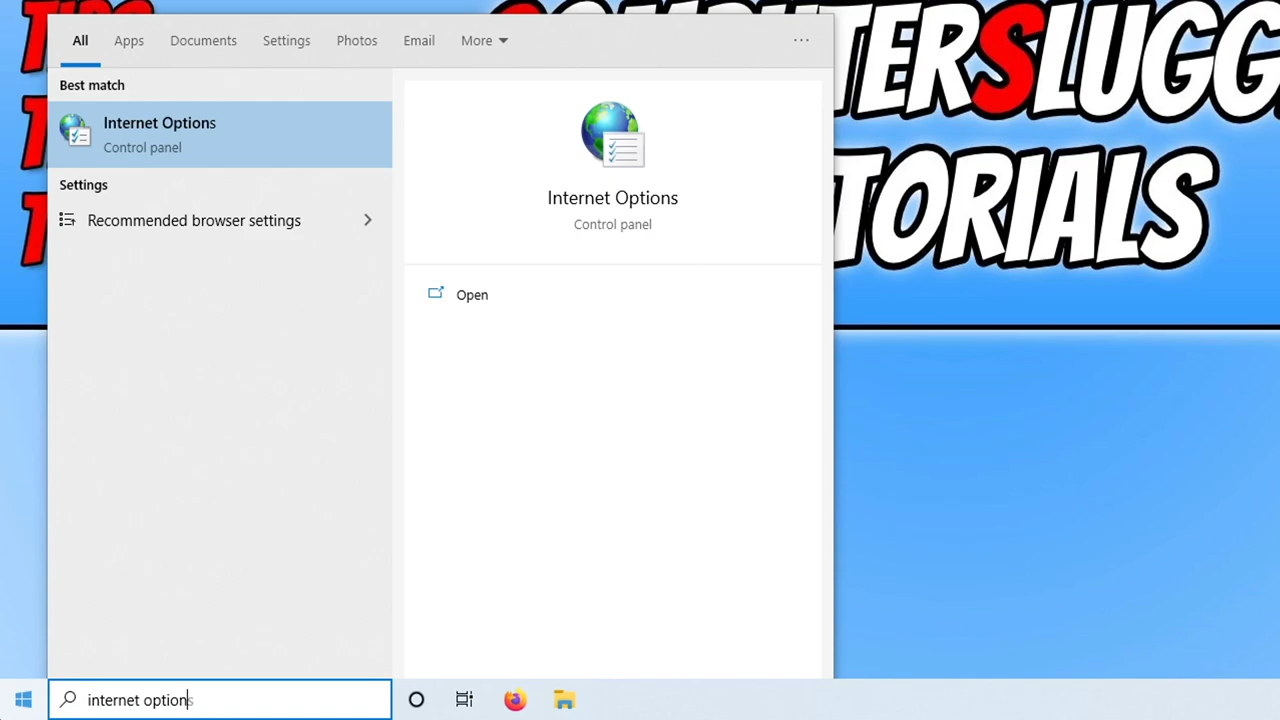 All Apps Documents Settings Photos Email More ...
Best match
Internet Options
Control panel
Settings
Recommended browser settings
Internet Options
Control panel
Open
internet options
TIPS
TORIALS